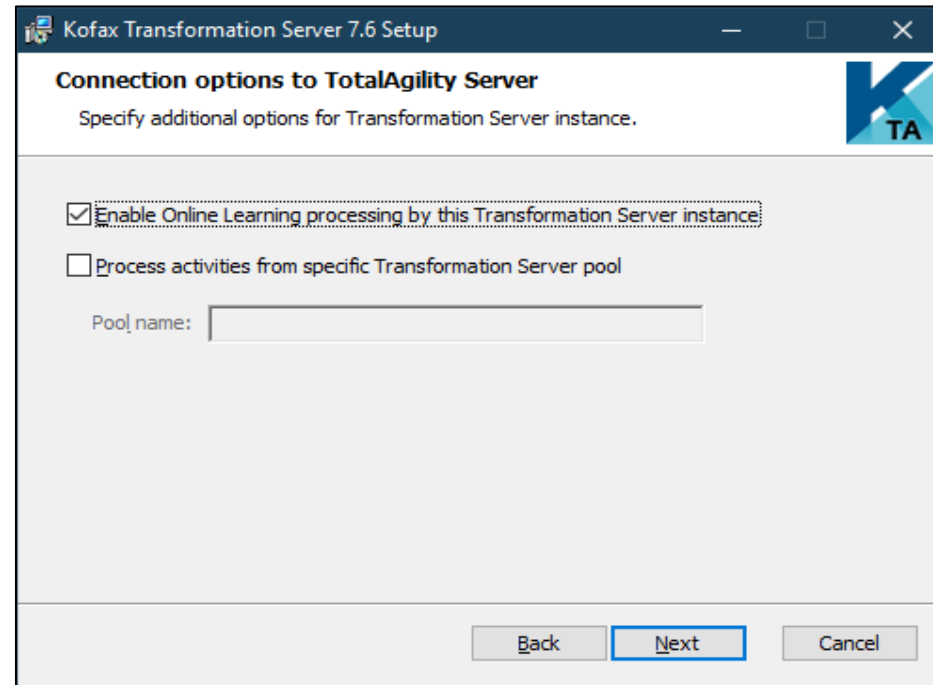 Kofax Transformation Server 7.6 Setup
Connection options to TotalAgility Server
Specify additional options for Transformation Server instance.
TA
Enable Online Learning processing by this Transformation Server instance
Process activities from specific Transformation Server pool
Pool name:
Back Next Cancel